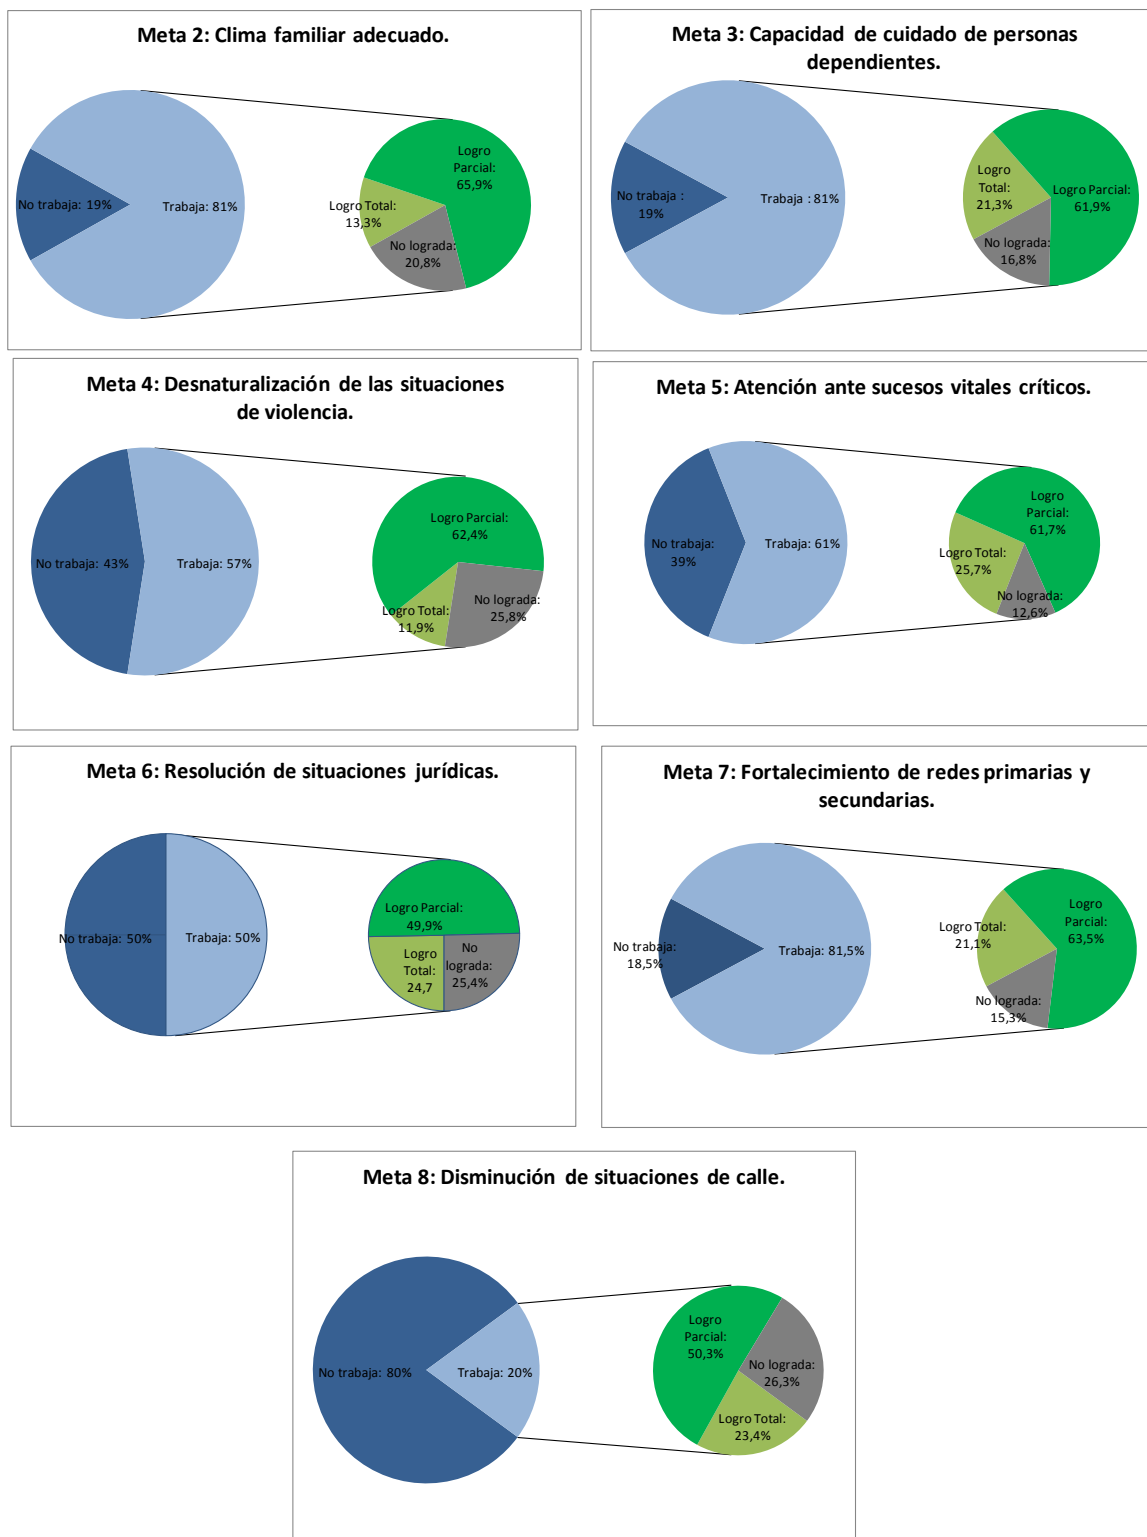 Meta 2: Clima familiar adecuado.
No trabaja: 19%
Trabaja: 81%
Logro
Parcial:
65,9%
Logro Total:
13,3%
No lograda:
20,8%
Meta 3: Capacidad de cuidado de personas
dependientes.
No trabaja :
19%
Trabaja : 81%
Logro
Total:
21,3%
Logro Parcial:
61,9%
No lograda:
16,8%
Meta 4: Desnaturalización de las situaciones
de violencia.
No trabaja: 43%
Trabaja: 57%
Logro Parcial:
62,4%
No lograda:
25,8%
Logro Total:
11,9%
Meta 5: Atención ante sucesos vitales críticos.
No trabaja:
39%
Trabaja: 61%
Logro
Parcial:
61,7%
Logro Total:
25,7%
No lograda:
12,6%
Meta 6: Resolución de situaciones jurídicas.
No trabaja: 50%
Trabaja: 50%
Logro Parcial:
49,9%
Logro
Total:
24,7
No
lograda:
25,4%
Meta 7: Fortalecimiento de redes primarias y
secundarias.
No trabaja:
18,5%
Trabaja: 81,5%
Logro
Parcial:
63,5%
Logro Total:
21,1%
No lograda:
15,3%
Meta 8: Disminución de situaciones de calle.
No trabaja: 80%
Trabaja: 20%
Logro
Parcial:
50,3%
No lograda:
26,3%
Logro Total:
23,4%